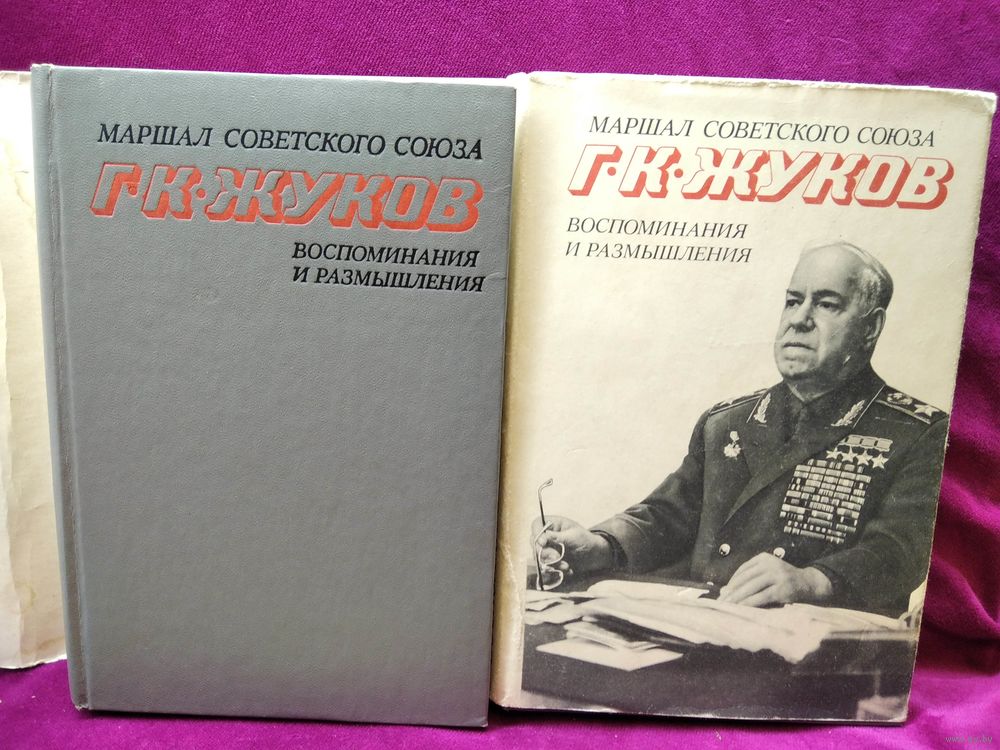 МАРШАЛ СОВЕТСКОГО СОЮЗА
Г·К·ЖУКОВ
ВОСПОМИНАНИЯ
И РАЗМЫШЛЕНИЯ
МАРШАЛ СОВЕТСКОГО СОЮЗА
Г·К·ЖУКОВ
ВОСПОМИНАНИЯ
И РАЗМЫШЛЕНИЯ